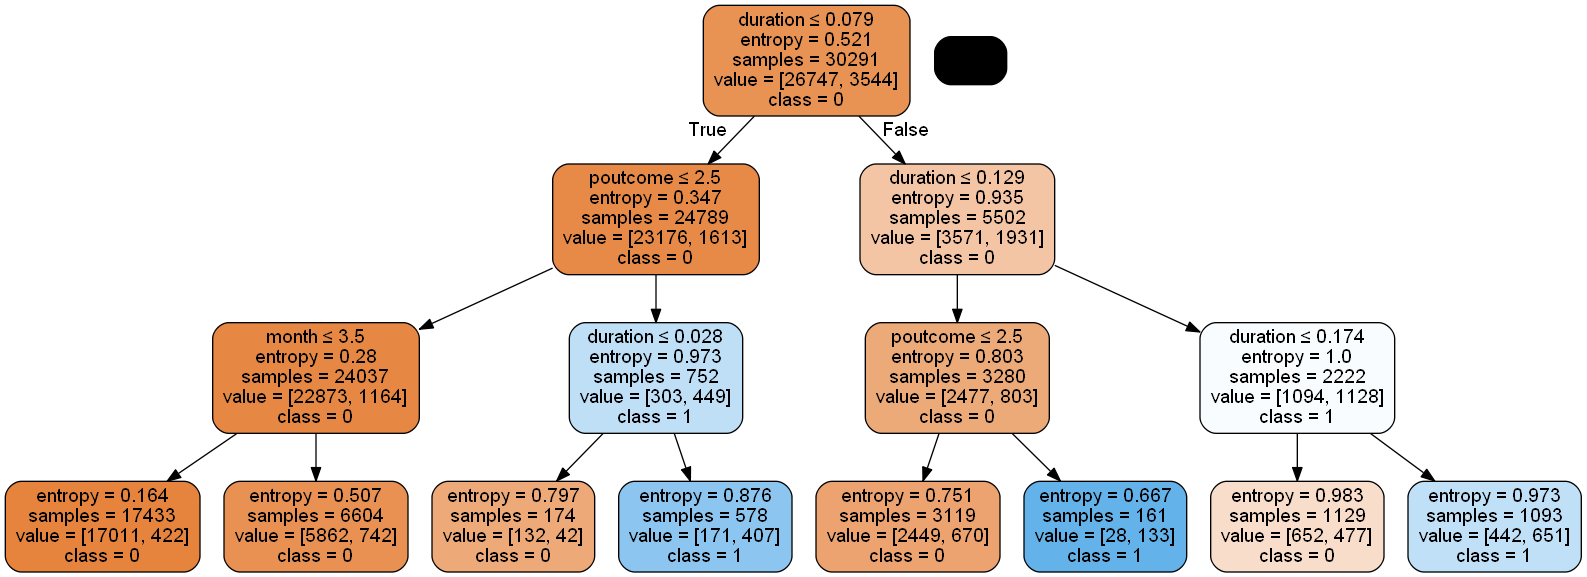 duration ≤ 0.079
entropy = 0.521
samples = 30291
value = [26747, 3544]
class = 0
True
False
poutcome ≤ 2.5
entropy = 0.347
samples = 24789
value = [23176, 1613]
class = 0
duration ≤ 0.129
entropy = 0.935
samples = 5502
value = [3571, 1931]
class = 0
month ≤ 3.5
entropy = 0.28
samples = 24037
value = [22873, 1164]
class = 0
duration ≤ 0.028
entropy = 0.973
samples = 752
value = [303, 449]
class = 1
poutcome ≤ 2.5
entropy = 0.803
samples = 3280
value = [2477, 803]
class = 0
duration ≤ 0.174
entropy = 1.0
samples = 2222
value = [1094, 1128]
class = 1
entropy = 0.164
samples = 17433
value = [17011, 422]
class = 0
entropy = 0.507
samples = 6604
value = [5862, 742]
class = 0
entropy = 0.797
samples = 174
value = [132, 42]
class = 0
entropy = 0.876
samples = 578
value = [171, 407]
class = 1
entropy = 0.751
samples = 3119
value = [2449, 670]
class = 0
entropy = 0.667
samples = 161
value = [28, 133]
class = 1
entropy = 0.983
samples = 1129
value = [652, 477]
class = 0
entropy = 0.973
samples = 1093
value = [442, 651]
class = 1